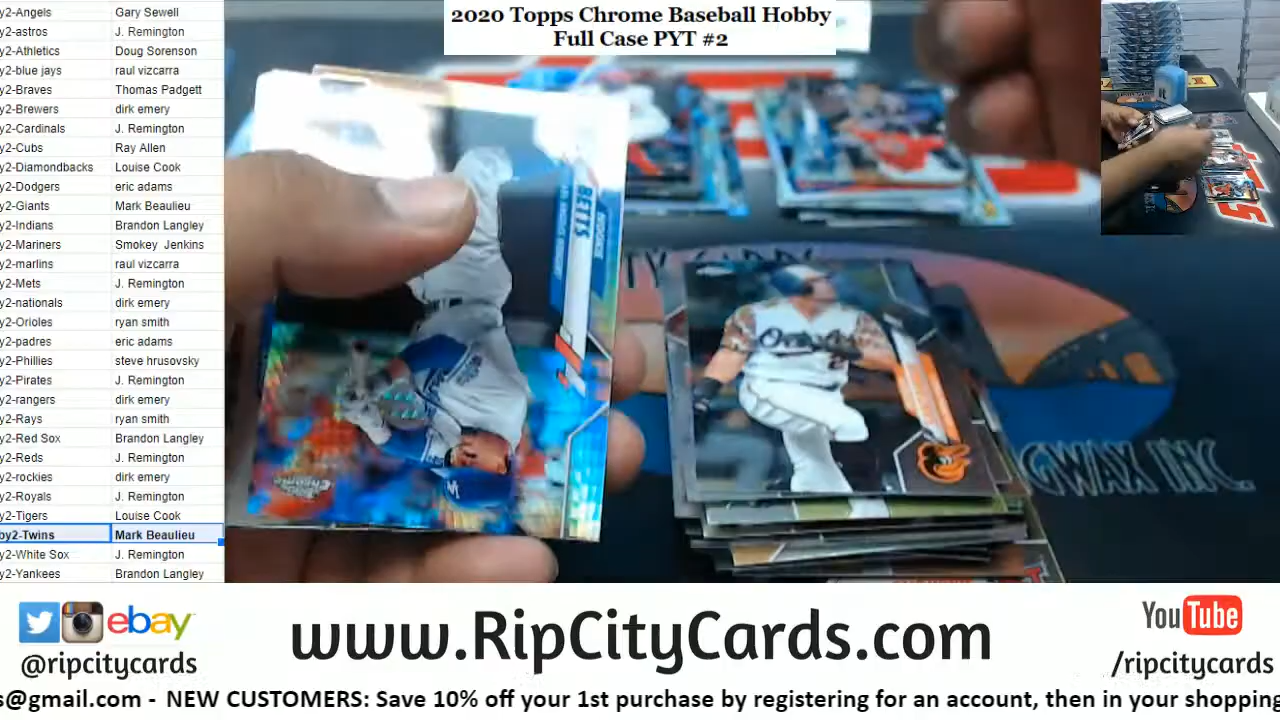 2020 Topps Chrome Baseball Hobby
Full Case PYT #2
y2-Angels Gary Sewell
y2-astros J. Remington
y2-Athletics Doug Sorenson
y2-blue jays raul vizcarra
y2-Braves Thomas Padgett
y2-Brewers dirk emery
y2-Cardinals J. Remington
y2-Cubs Ray Allen
y2-Diamondbacks Louise Cook
y2-Dodgers eric adams
y2-Giants Mark Beaulieu
y2-Indians Brandon Langley
y2-Mariners Smokey Jenkins
y2-marlins raul vizcarra
y2-Mets J. Remington
y2-nationals dirk emery
y2-Orioles ryan smith
y2-padres eric adams
y2-Phillies steve hrusovsky
y2-Pirates J. Remington
y2-rangers dirk emery
y2-Rays ryan smith
y2-Red Sox Brandon Langley
y2-Reds J. Remington
y2-rockies dirk emery
y2-Royals J. Remington
y2-Tigers Louise Cook
by2-Twins Mark Beaulieu
y2-White Sox J. Remington
y2-Yankees Brandon Langley
BETTS
Orioles
GWAX INC.
ebay
@ripcitycards
www.RipCityCards.com
YouTube
/ripcitycards
s@gmail.com - NEW CUSTOMERS: Save 10% off your 1st purchase by registering for an account, then in your shopping